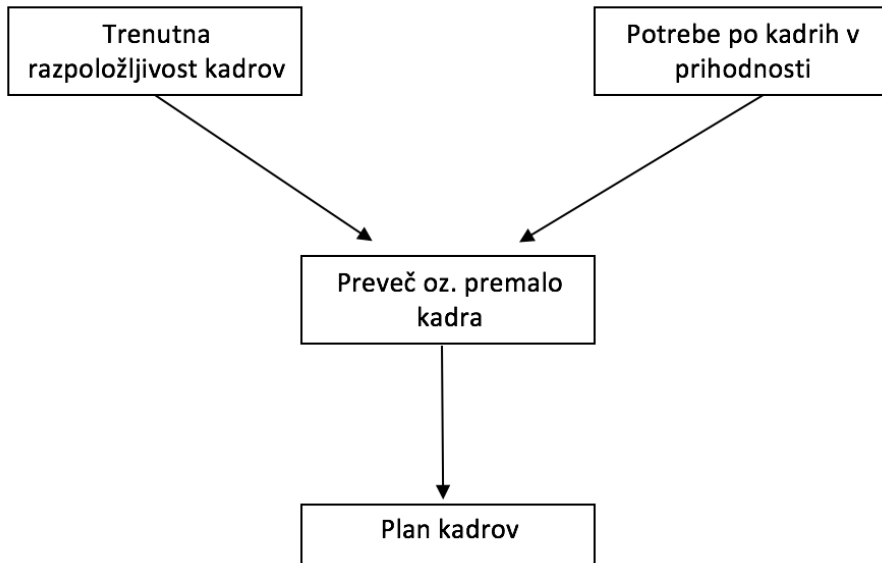 Trenutna
razpoložljivost kadrov
Potrebe po kadrih v
prihodnosti
Preveč oz. premalo
kadra
Plan kadrov